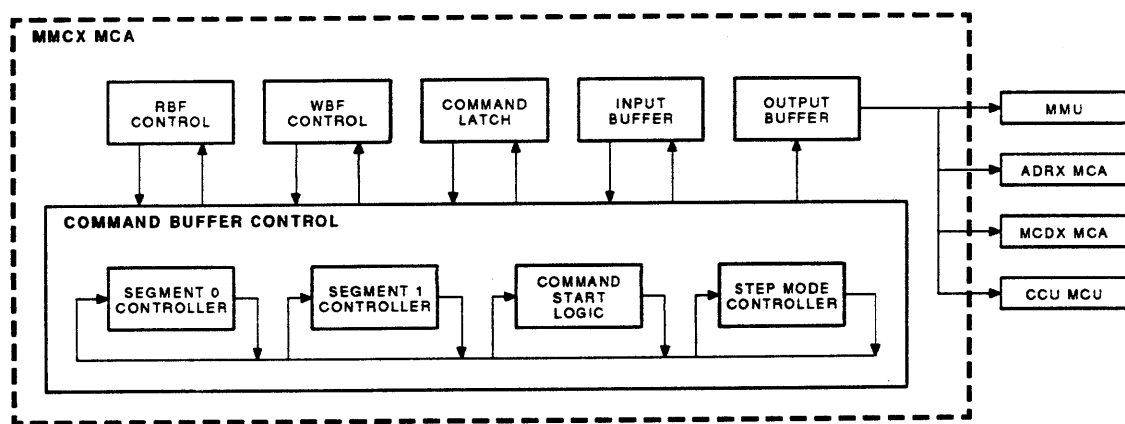 MMCX MCA
RBF
CONTROL
WBF
CONTROL
COMMAND
LATCH
INPUT
BUFFER
OUTPUT
BUFFER
MMU
ADRX MCA
MCDX MCA
CCU MCU
COMMAND BUFFER CONTROL
SEGMENT 0
CONTROLLER
SEGMENT 1
CONTROLLER
COMMAND
START
LOGIC
STEP MODE
CONTROLLER